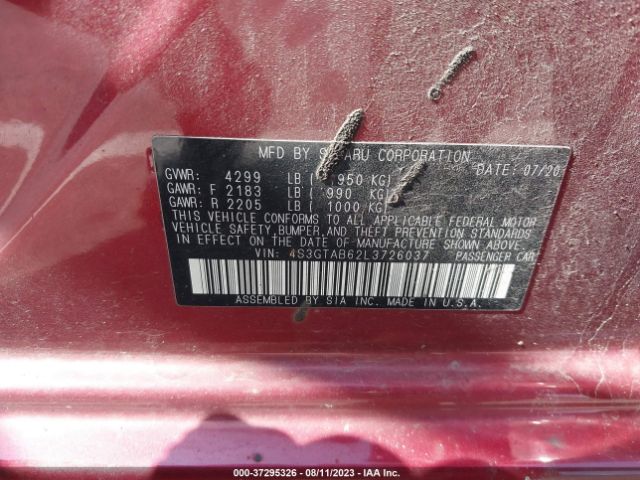 MFD BY SUBARU CORPORATION DATE: 07/20
GVWR: 4299 LB ( 1950 KG)
GAWR: F 2183 LB ( 990 KG)
GAWR: R 2205 LB ( 1000 KG)
THIS VEHICLE CONFORMS TO ALL APPLICABLE FEDERAL MOTOR
VEHICLE SAFETY, BUMPER, AND THEFT PREVENTION STANDARDS
IN EFFECT ON THE DATE OF MANUFACTURE SHOWN ABOVE.
VIN: 4S3GTAB62L3726037 PASSENGER CAR
ASSEMBLED BY SIA INC. MADE IN U.S.A.
000-37295326 - 08/11/2023 - IAA Inc.